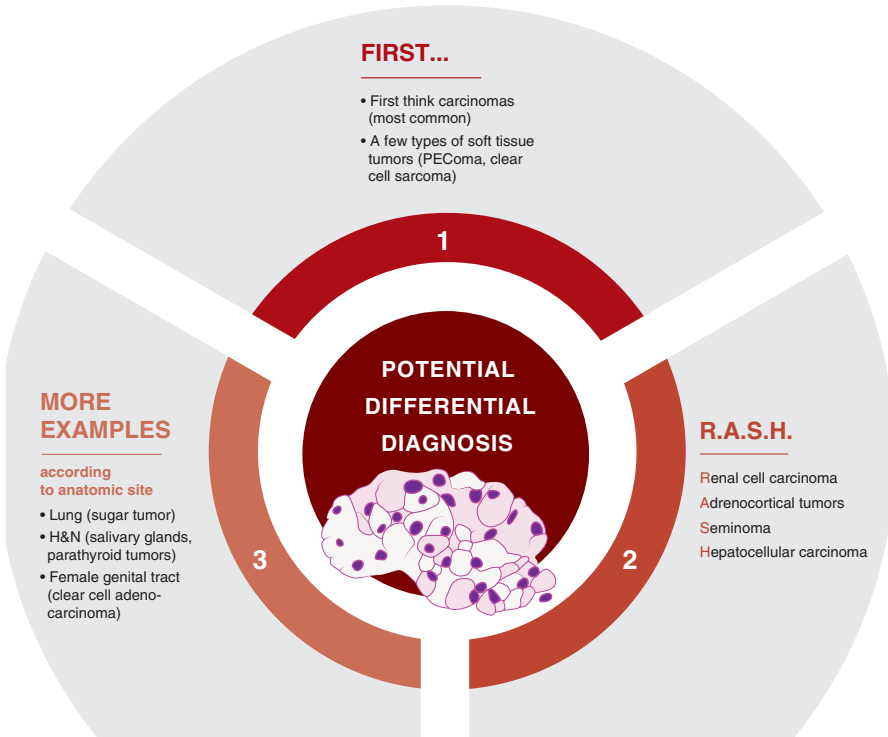 FIRST...
• First think carcinomas
(most common)
• A few types of soft tissue
tumors (PEComa, clear
cell sarcoma)
1
POTENTIAL
DIFFERENTIAL
DIAGNOSIS
R.A.S.H.
Renal cell carcinoma
Adrenocortical tumors
Seminoma
Hepatocellular carcinoma
2
MORE
EXAMPLES
according
to anatomic site
• Lung (sugar tumor)
• H&N (salivary glands,
parathyroid tumors)
• Female genital tract
(clear cell adeno-
carcinoma)
3